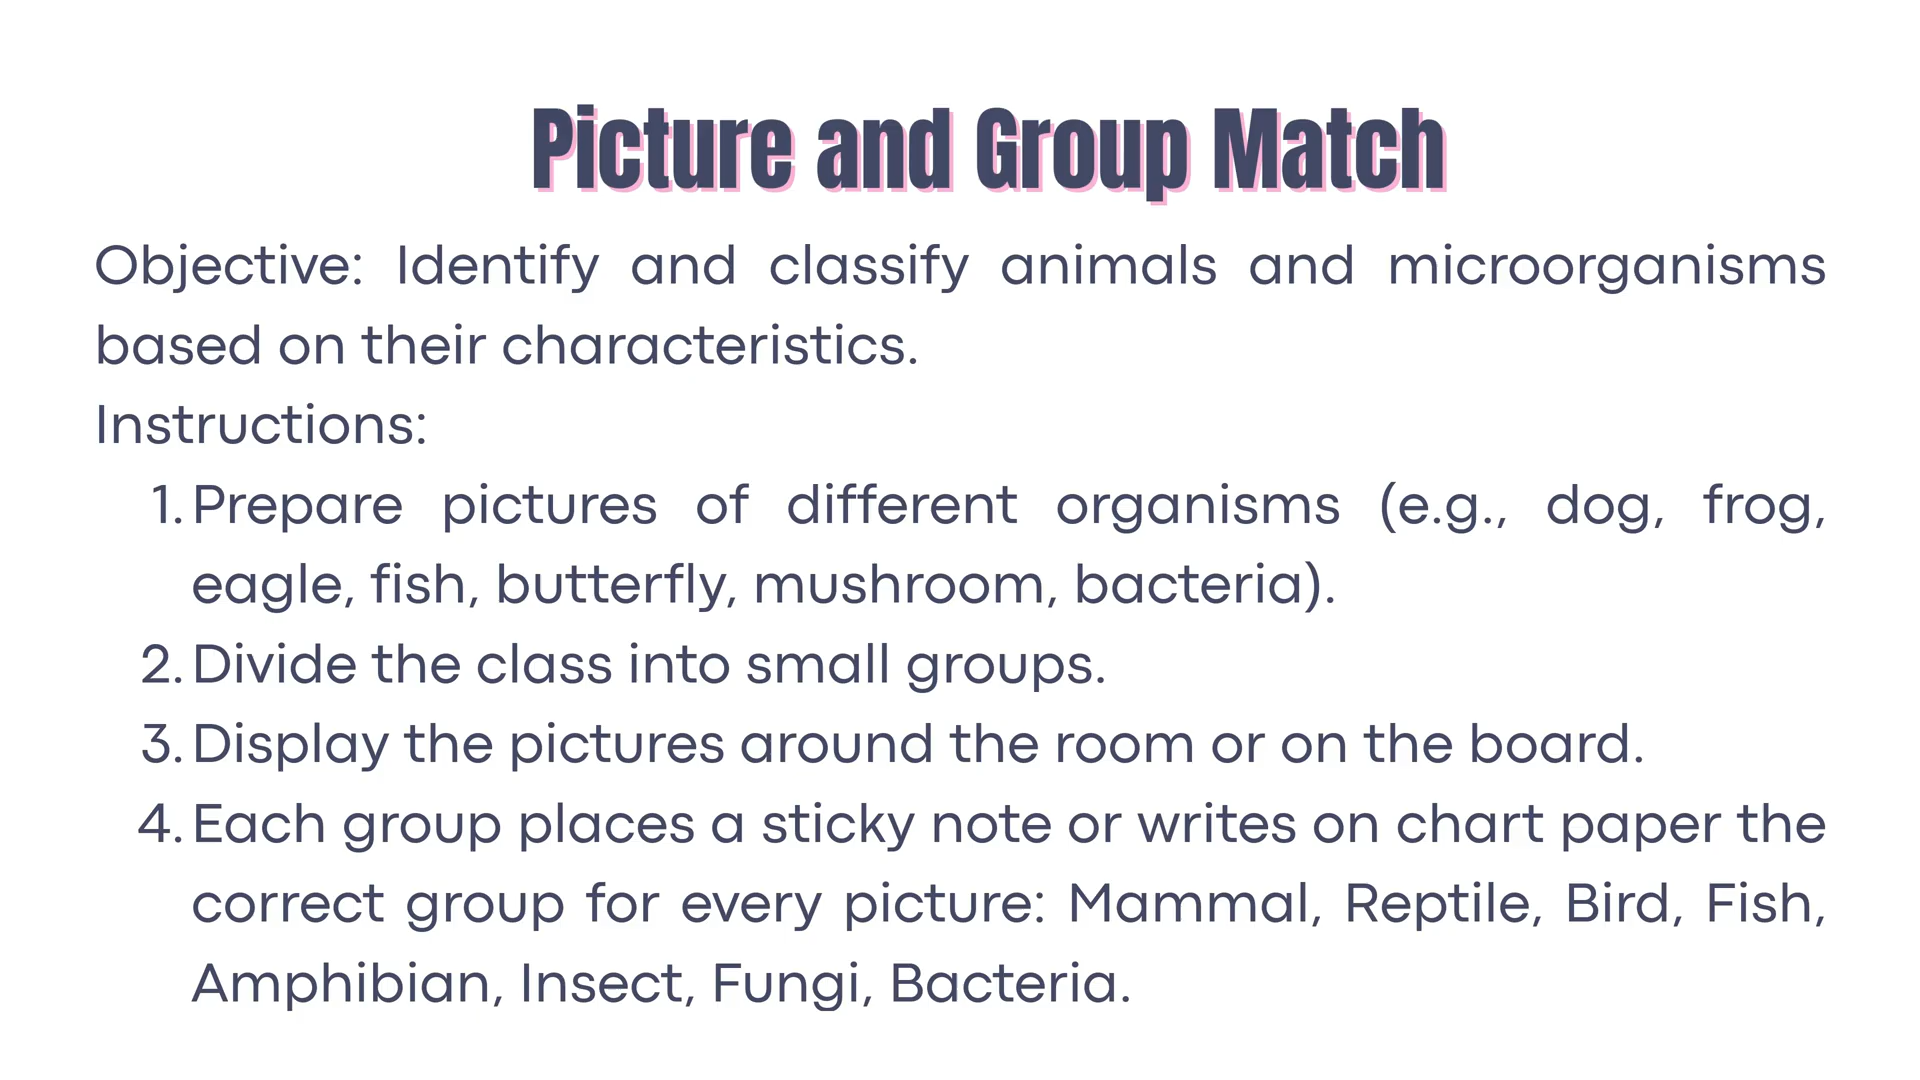 Picture and Group Match
Objective: Identify and classify animals and microorganisms
based on their characteristics.
Instructions:
1. Prepare pictures of different organisms (e.g., dog, frog,
eagle, fish, butterfly, mushroom, bacteria).
2. Divide the class into small groups.
3. Display the pictures around the room or on the board.
4. Each group places a sticky note or writes on chart paper the
correct group for every picture: Mammal, Reptile, Bird, Fish,
Amphibian, Insect, Fungi, Bacteria.